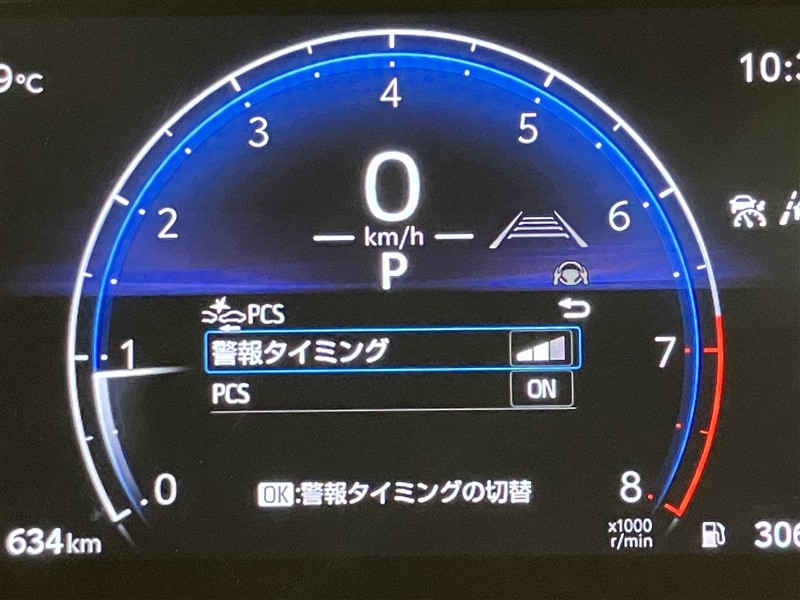 9℃
10:3
4
3
5
0
2
6
km/h
P
PCS
警報タイミング
1
7
PCS
ON
0
8
OK:警報タイミングの切替
x1000
r/min
634km
306